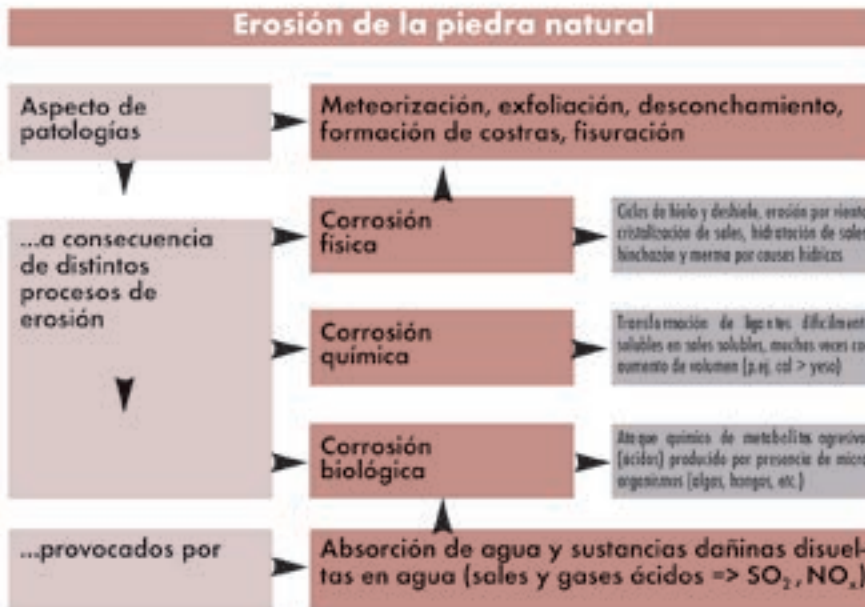 Erosión de la piedra natural
Aspecto de
patologías
Meteorización, exfoliación, desconchamiento,
formación de costras, fisuración
...a consecuencia
de distintos
procesos de
erosión
Corrosión
física
Ciclos de hielo y deshielo, erosión por viento
cristalización de sales, hidratación de sales
hinchazón y merma por causas hídricas
Corrosión
química
Transformación de ligantes difícilment
solubles en sales solubles, muchas veces co
aumento de volumen (p.ej. cal > yeso)
Corrosión
biológica
Ataque químico de metabolitos agresivo
(ácidos) producido por presencia de micro
organismos (algas, hongos, etc.)
...provocados por
Absorción de agua y sustancias dañinas disuel-
tas en agua (sales y gases ácidos => SO₂, NOₓ)